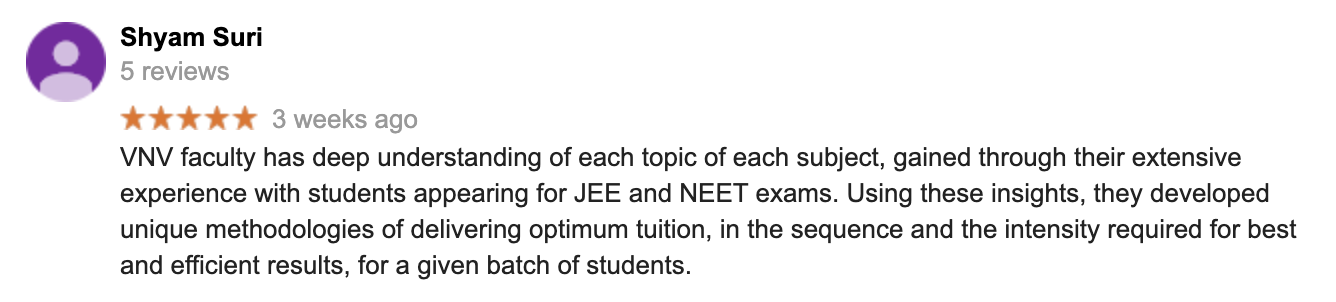 Shyam Suri
5 reviews
3 weeks ago
VNV faculty has deep understanding of each topic of each subject, gained through their extensive
experience with students appearing for JEE and NEET exams. Using these insights, they developed
unique methodologies of delivering optimum tuition, in the sequence and the intensity required for best
and efficient results, for a given batch of students.